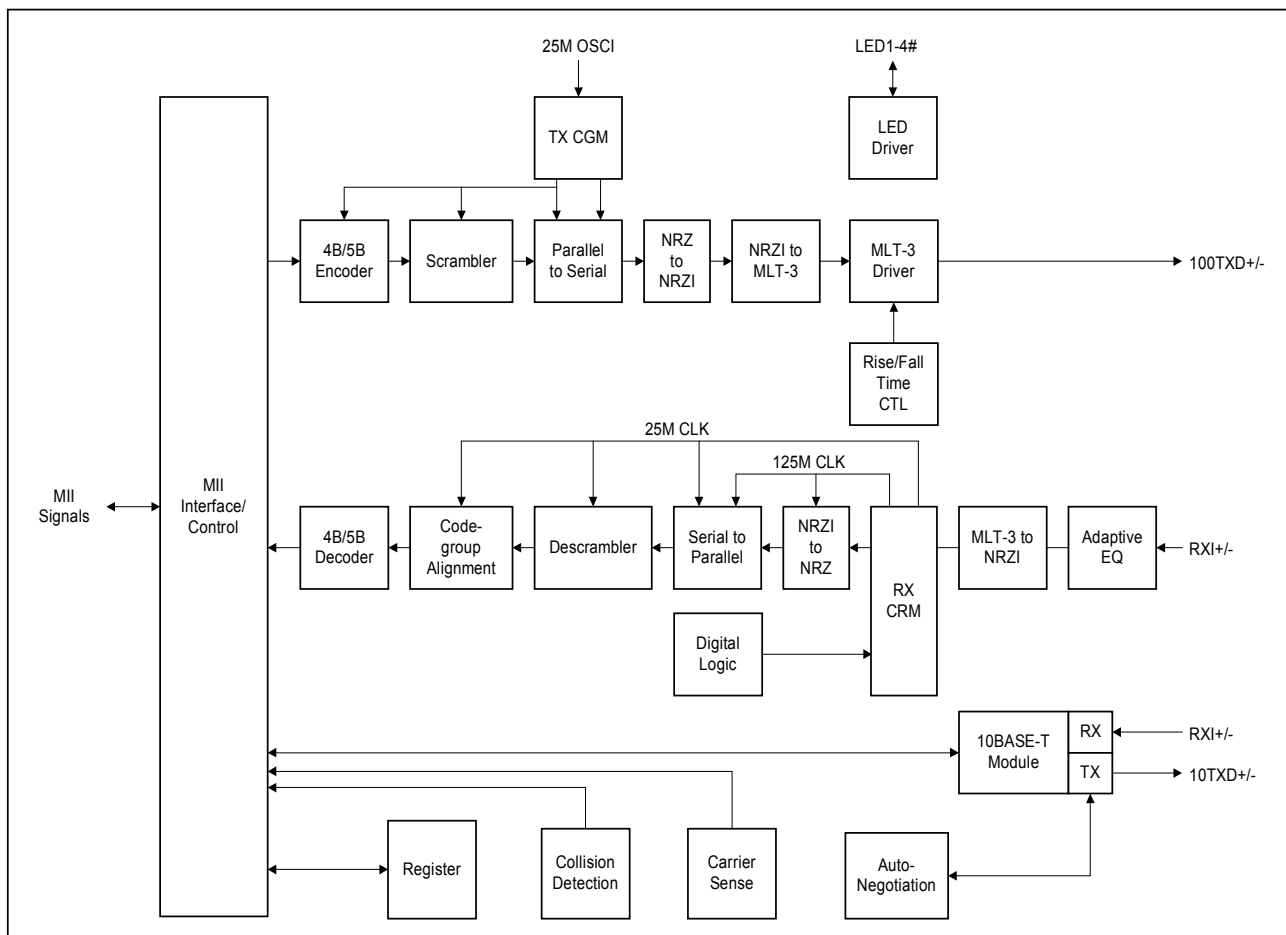 25M OSCI
LED1-4#
TX CGM
LED
Driver
4B/5B
Encoder
Scrambler
Parallel
to Serial
NRZ
to
NRZI
NRZI to
MLT-3
MLT-3
Driver
100TXD+/-
Rise/Fall
Time
CTL
25M CLK
125M CLK
MII
Signals
MII
Interface/
Control
4B/5B
Decoder
Code-
group
Alignment
Descrambler
Serial to
Parallel
NRZI
to
NRZ
RX
CRM
MLT-3 to
NRZI
Adaptive
EQ
RXI+/-
Digital
Logic
10BASE-T
Module
RX
TX
RXI+/-
10TXD+/-
Register
Collision
Detection
Carrier
Sense
Auto-
Negotiation